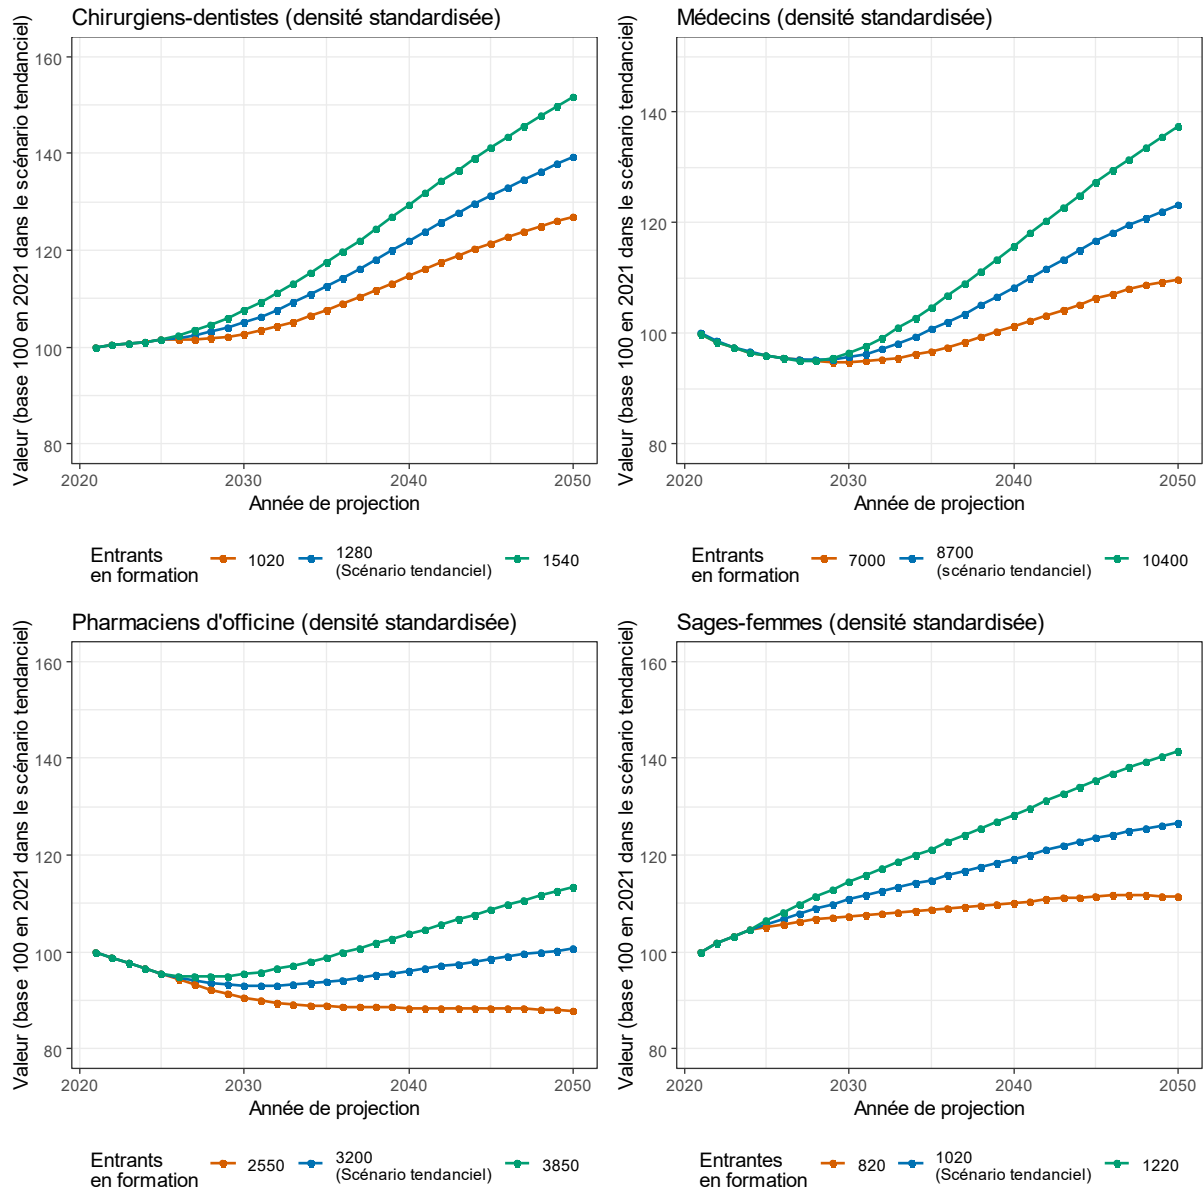 Chirurgiens-dentistes (densité standardisée)
Valeur (base 100 en 2021 dans le scénario tendanciel)
160
140
120
100
80
2020
2030
2040
2050
Année de projection
Entrants
en formation
1020
1280
(Scénario tendanciel)
1540
Médecins (densité standardisée)
Valeur (base 100 en 2021 dans le scénario tendanciel)
140
120
100
80
2020
2030
2040
2050
Année de projection
Entrants
en formation
7000
8700
(scénario tendanciel)
10400
Pharmaciens d'officine (densité standardisée)
Valeur (base 100 en 2021 dans le scénario tendanciel)
160
140
120
100
80
2020
2030
2040
2050
Année de projection
Entrants
en formation
2550
3200
(Scénario tendanciel)
3850
Sages-femmes (densité standardisée)
Valeur (base 100 en 2021 dans le scénario tendanciel)
160
140
120
100
80
2020
2030
2040
2050
Année de projection
Entrantes
en formation
820
1020
(Scénario tendanciel)
1220